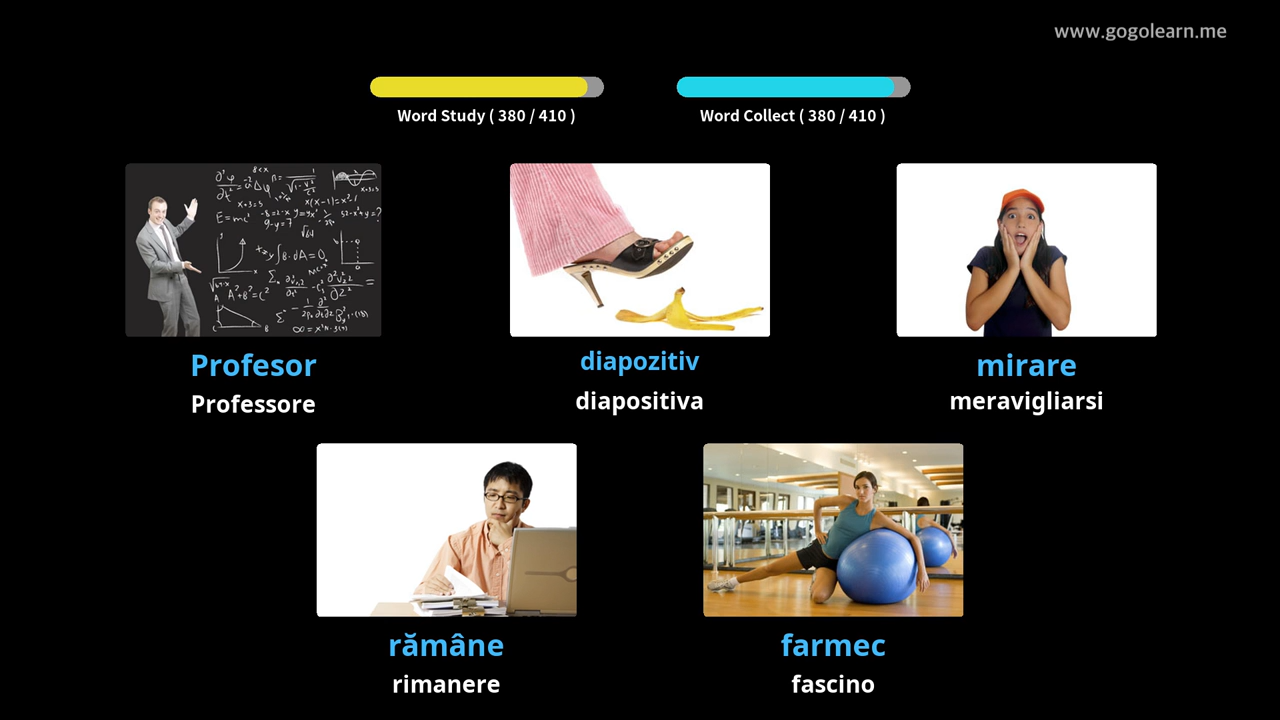 www.gogolearn.me
Word Study ( 380 / 410 )
Word Collect ( 380 / 410 )
Profesor
Professore
diapozitiv
diapositiva
mirare
meravigliarsi
rămâne
rimanere
farmec
fascino